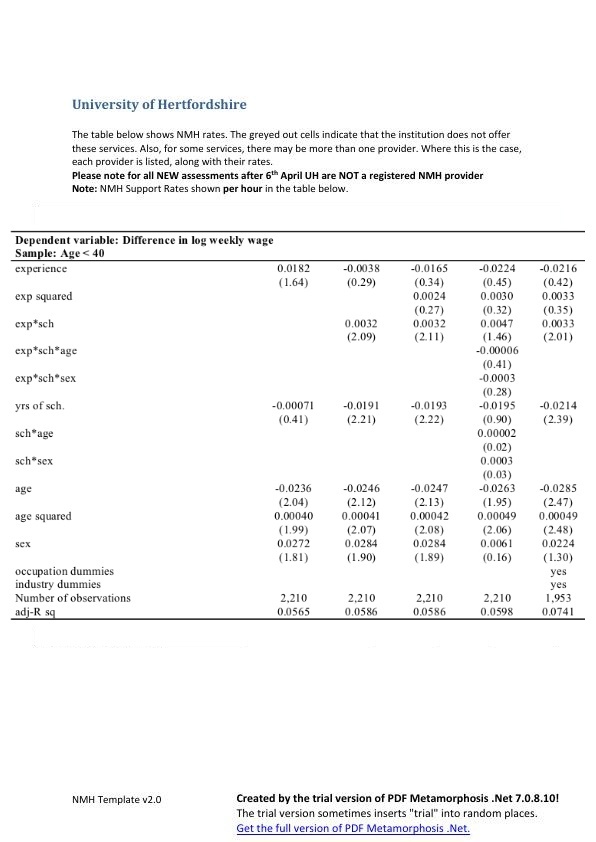 University of Hertfordshire
The table below shows NMH rates. The greyed out cells indicate that the institution does not offer
these services. Also, for some services, there may be more than one provider. Where this is the case,
each provider is listed, along with their rates.
Please note for all NEW assessments after 6th April UH are NOT a registered NMH provider
Note: NMH Support Rates shown per hour in the table below.
Dependent variable: Difference in log weekly wage
Sample: Age < 40
experience 0.0182 -0.0038 -0.0165 -0.0224 -0.0216
(1.64) (0.29) (0.34) (0.45) (0.42)
exp squared 0.0024 0.0030 0.0033
(0.27) (0.32) (0.35)
exp*sch 0.0032 0.0032 0.0047 0.0033
(2.09) (2.11) (1.46) (2.01)
exp*sch*age -0.00006
(0.41)
exp*sch*sex -0.0003
(0.28)
yrs of sch. -0.00071 -0.0191 -0.0193 -0.0195 -0.0214
(0.41) (2.21) (2.22) (0.90) (2.39)
sch*age 0.00002
(0.02)
sch*sex 0.0003
(0.03)
age -0.0236 -0.0246 -0.0247 -0.0263 -0.0285
(2.04) (2.12) (2.13) (1.95) (2.47)
age squared 0.00040 0.00041 0.00042 0.00049 0.00049
(1.99) (2.07) (2.08) (2.06) (2.48)
sex 0.0272 0.0284 0.0284 0.0061 0.0224
(1.81) (1.90) (1.89) (0.16) (1.30)
occupation dummies yes
industry dummies yes
Number of observations 2,210 2,210 2,210 2,210 1,953
adj-R sq 0.0565 0.0586 0.0586 0.0598 0.0741
NMH Template v2.0
Created by the trial version of PDF Metamorphosis .Net 7.0.8.10!
The trial version sometimes inserts "trial" into random places.
Get the full version of PDF Metamorphosis .Net.